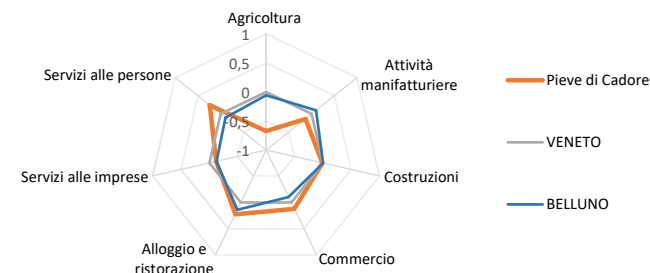 Agricoltura
1
0,5
0
-0,5
-1
Attività
manifatturiere
Costruzioni
Commercio
Alloggio e
ristorazione
Servizi alle imprese
Servizi alle persone
Pieve di Cadore
VENETO
BELLUNO